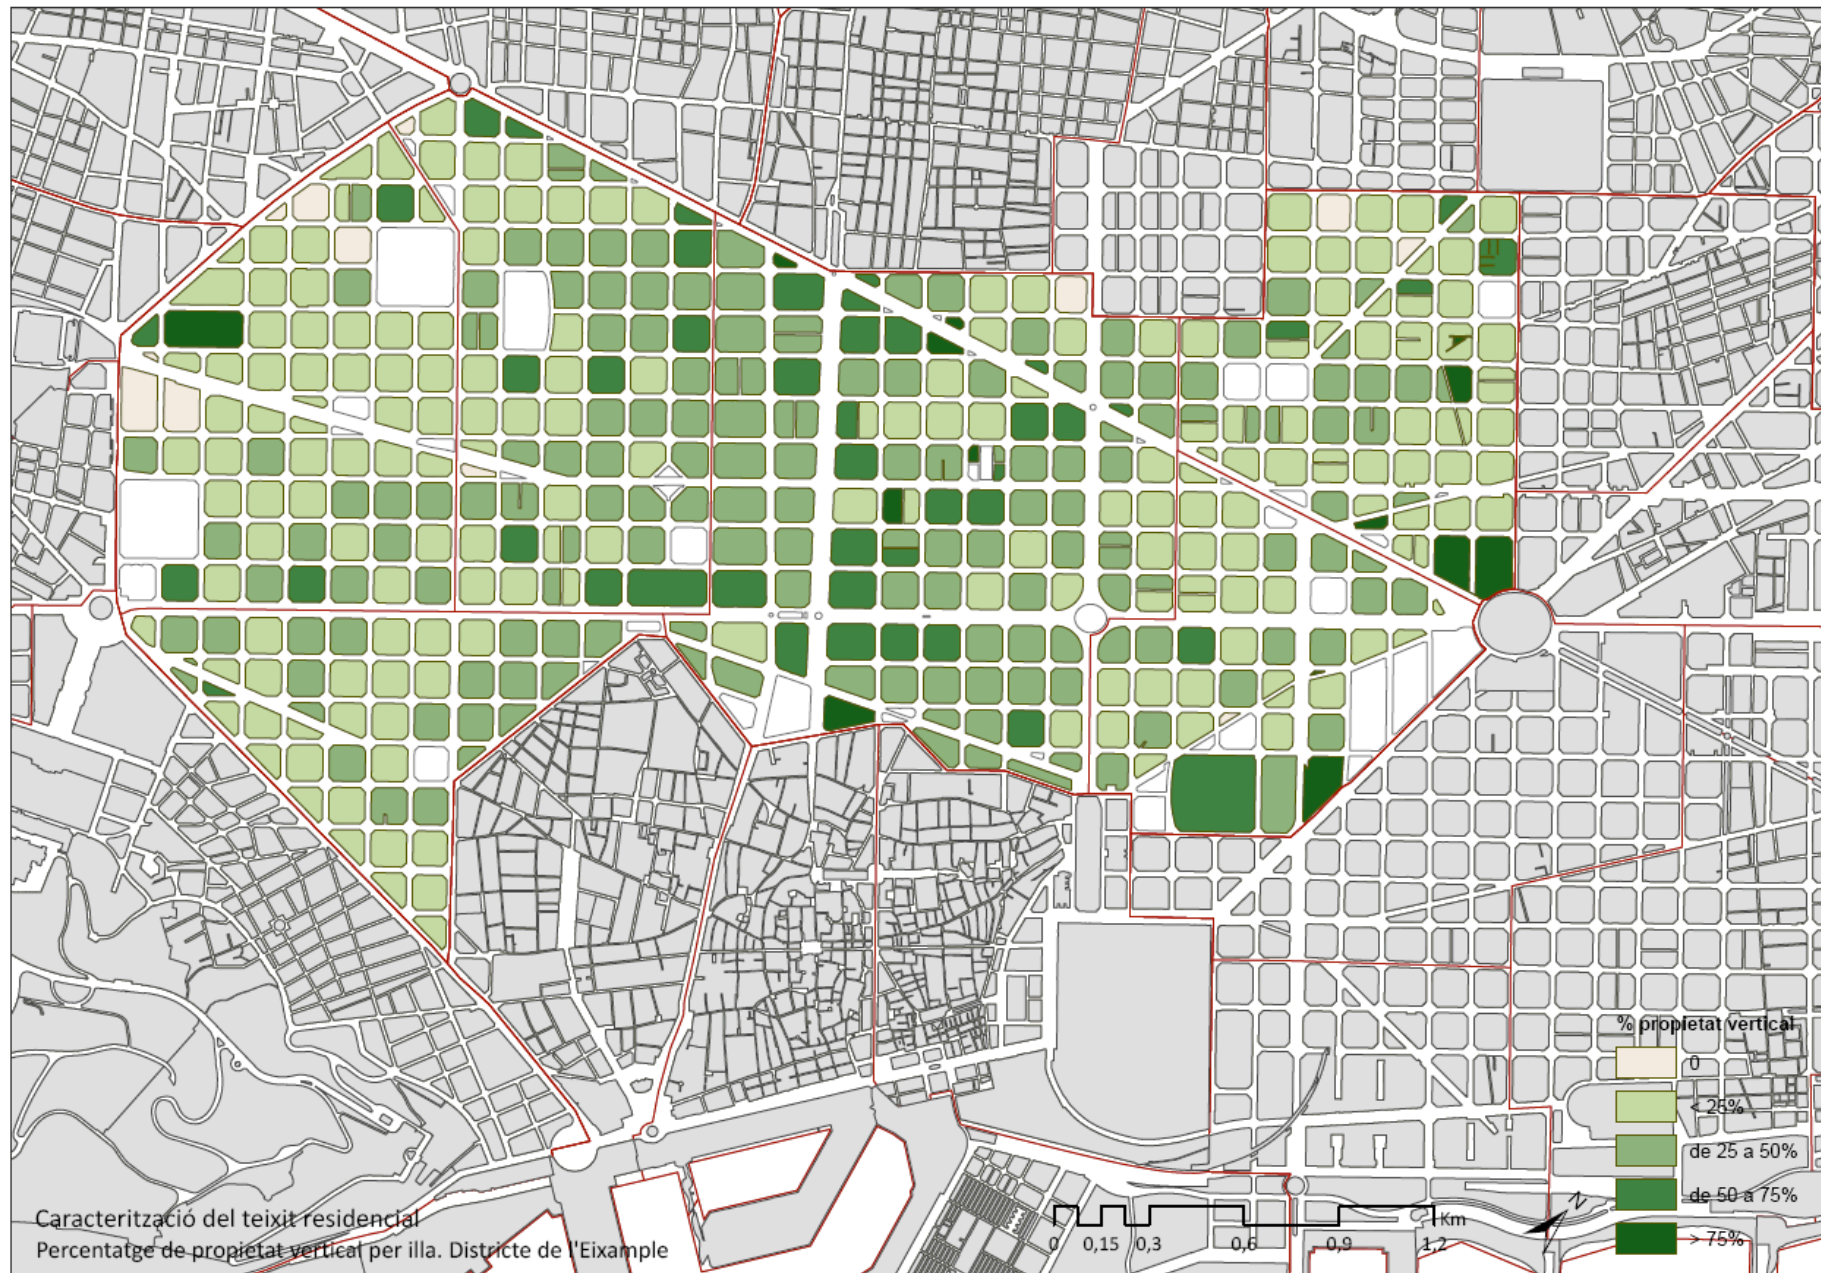 % propietat vertical
0
< 25%
de 25 a 50%
de 50 a 75%
> 75%
N
Km
0 0,15 0,3 0,6 0,9 1,2
Caracterització del teixit residencial
Percentatge de propietat vertical per illa. Districte de l'Eixample